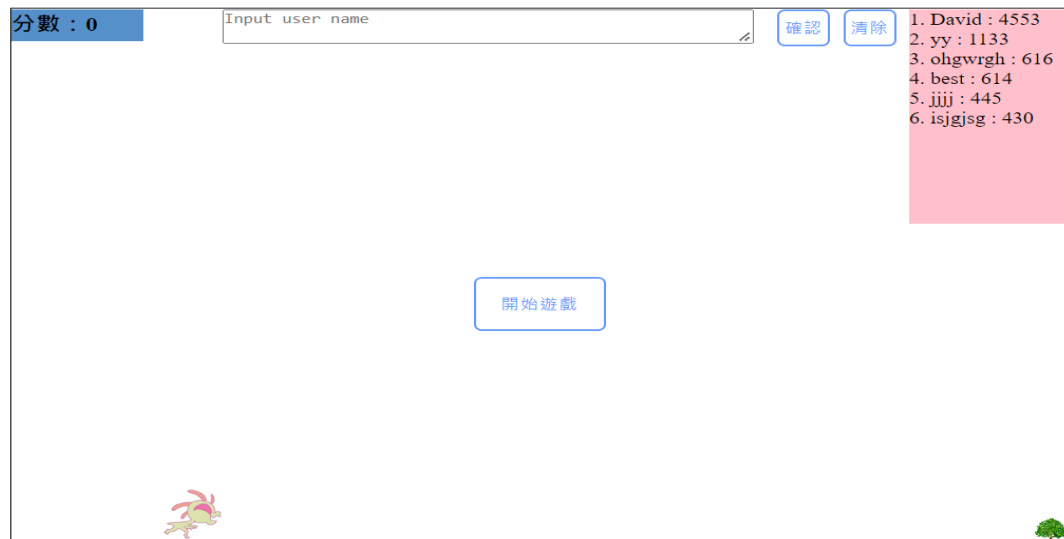 分數：0
Input user name
確認
清除
1. David : 4553
2. yy : 1133
3. ohgwrgh : 616
4. best : 614
5. jjjj : 445
6. isjgjsg : 430
開始遊戲